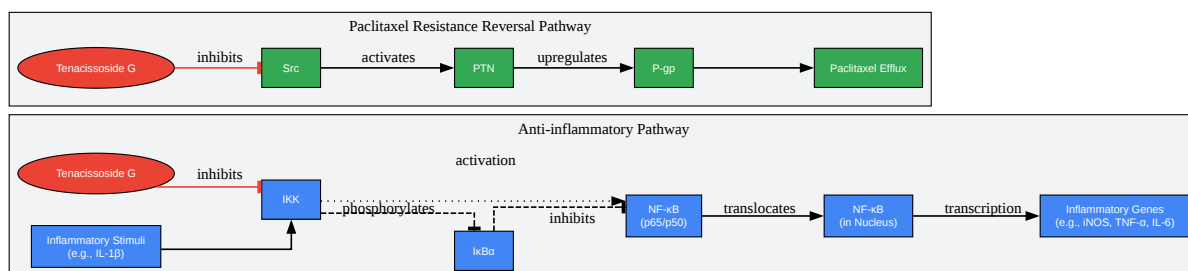 Paclitaxel Resistance Reversal Pathway
Tenacissoside G
inhibits
Src
activates
PTN
upregulates
P-gp
Paclitaxel Efflux
Anti-inflammatory Pathway
Tenacissoside G
inhibits
activation
IKK
phosphorylates
Inflammatory Stimuli
(e.g., IL-1β)
IκBα
inhibits
NF-κB
(p65/p50)
translocates
NF-κB
(in Nucleus)
transcription
Inflammatory Genes
(e.g., iNOS, TNF-α, IL-6)